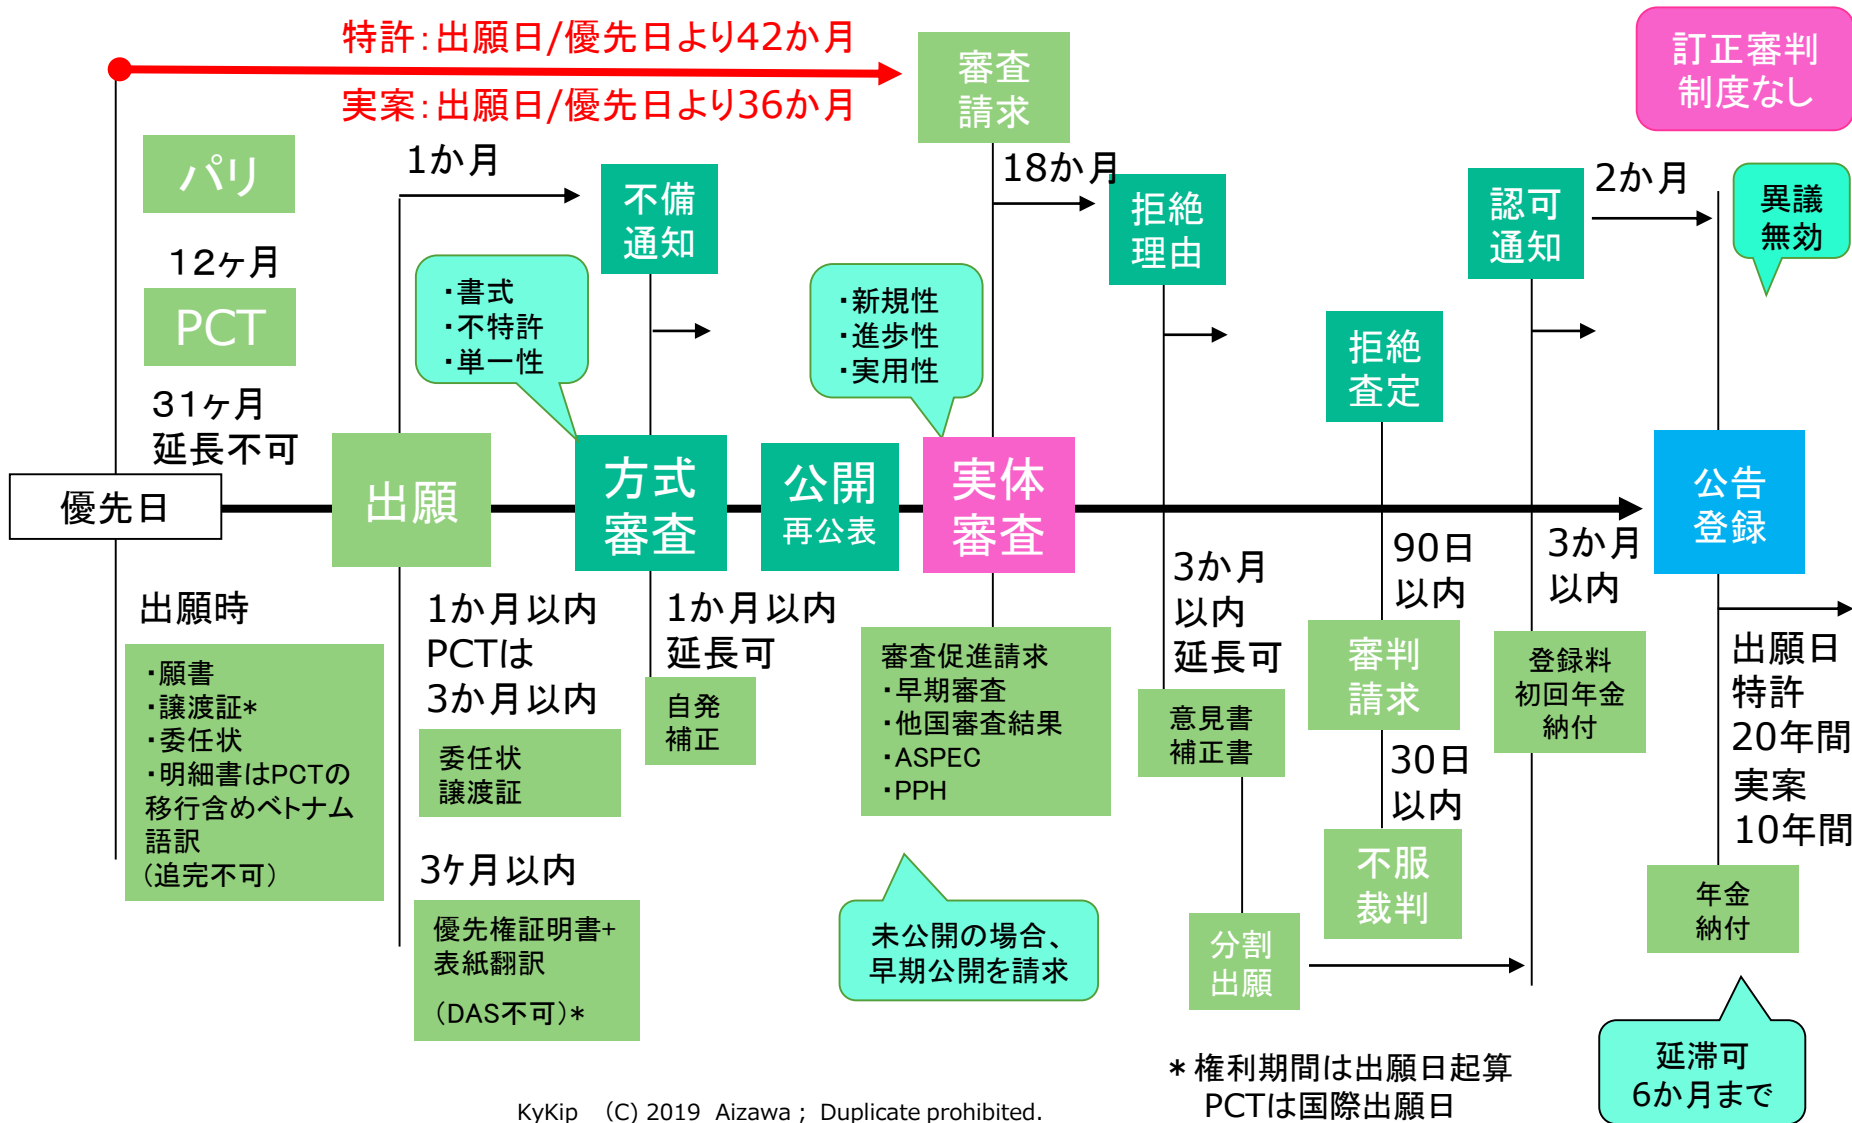 特許：出願日/優先日より42か月
実案：出願日/優先日より36か月
審査
請求
訂正審判
制度なし
パリ
12ヶ月
PCT
31ヶ月
延長不可
優先日
1か月
不備
通知
18か月
拒絶
理由
認可
通知
2か月
異議
無効
・書式
・不特許
・単一性
・新規性
・進歩性
・実用性
拒絶
査定
出願
方式
審査
公開
再公表
実体
審査
公告
登録
出願時
・願書
・譲渡証*
・委任状
・明細書はPCTの
移行含めベトナム
語訳
（追完不可）
1か月以内
PCTは
3か月以内
委任状
譲渡証
3ヶ月以内
優先権証明書+
表紙翻訳
（DAS不可）*
1か月以内
延長可
自発
補正
審査促進請求
・早期審査
・他国審査結果
・ASPEC
・PPH
未公開の場合、
早期公開を請求
3か月
以内
延長可
意見書
補正書
分割
出願
90日
以内
審判
請求
30日
以内
不服
裁判
3か月
以内
登録料
初回年金
納付
出願日
特許
20年間
実案
10年間
年金
納付
延滞可
6か月まで
* 権利期間は出願日起算
PCTは国際出願日
KyKip （C) 2019 Aizawa ; Duplicate prohibited.